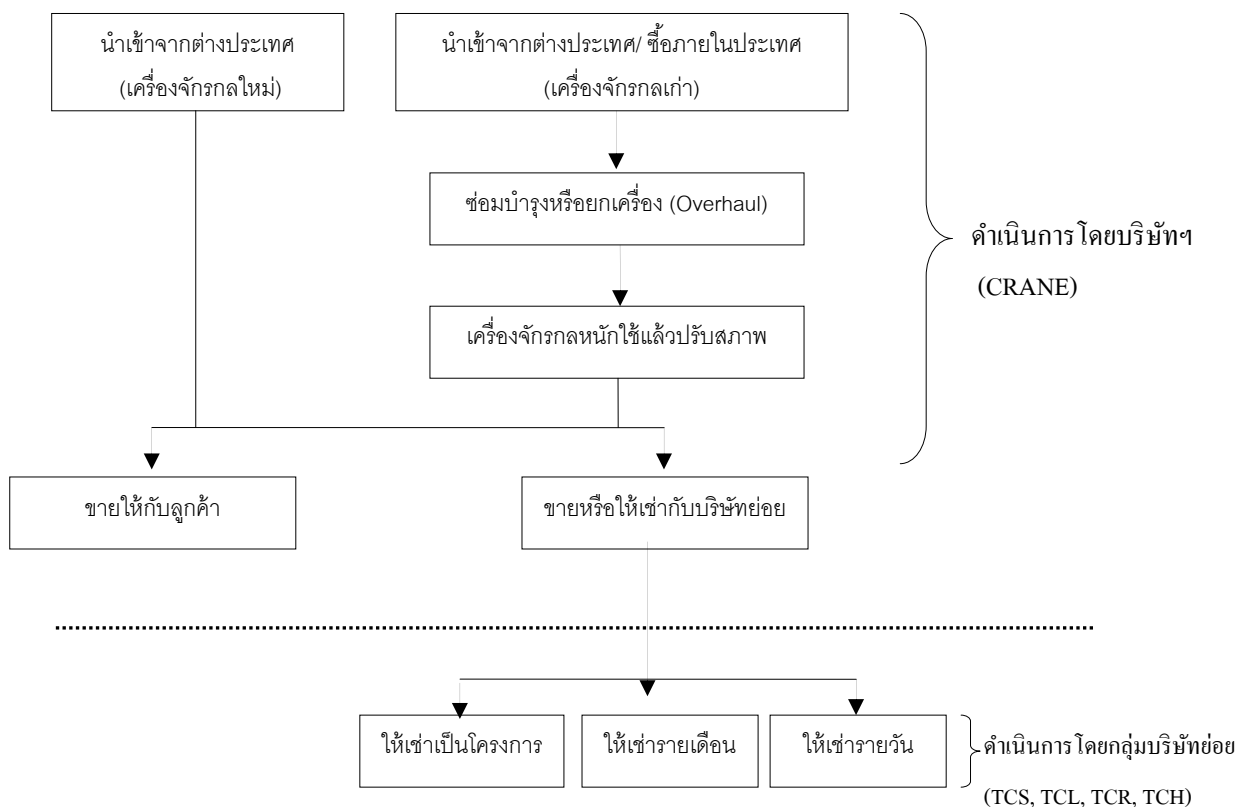 นำเข้าจากต่างประเทศ
(เครื่องจักรกลใหม่)
นำเข้าจากต่างประเทศ/ ซื้อภายในประเทศ
(เครื่องจักรกลเก่า)
ซ่อมบำรุงหรือยกเครื่อง (Overhaul)
เครื่องจักรกลหนักใช้แล้วปรับสภาพ
ดำเนินการโดยบริษัทฯ
(CRANE)
ขายให้กับลูกค้า
ขายหรือให้เช่ากับบริษัทย่อย
ให้เช่าเป็นโครงการ
ให้เช่ารายเดือน
ให้เช่ารายวัน
ดำเนินการโดยกลุ่มบริษัทย่อย
(TCS, TCL, TCR, TCH)